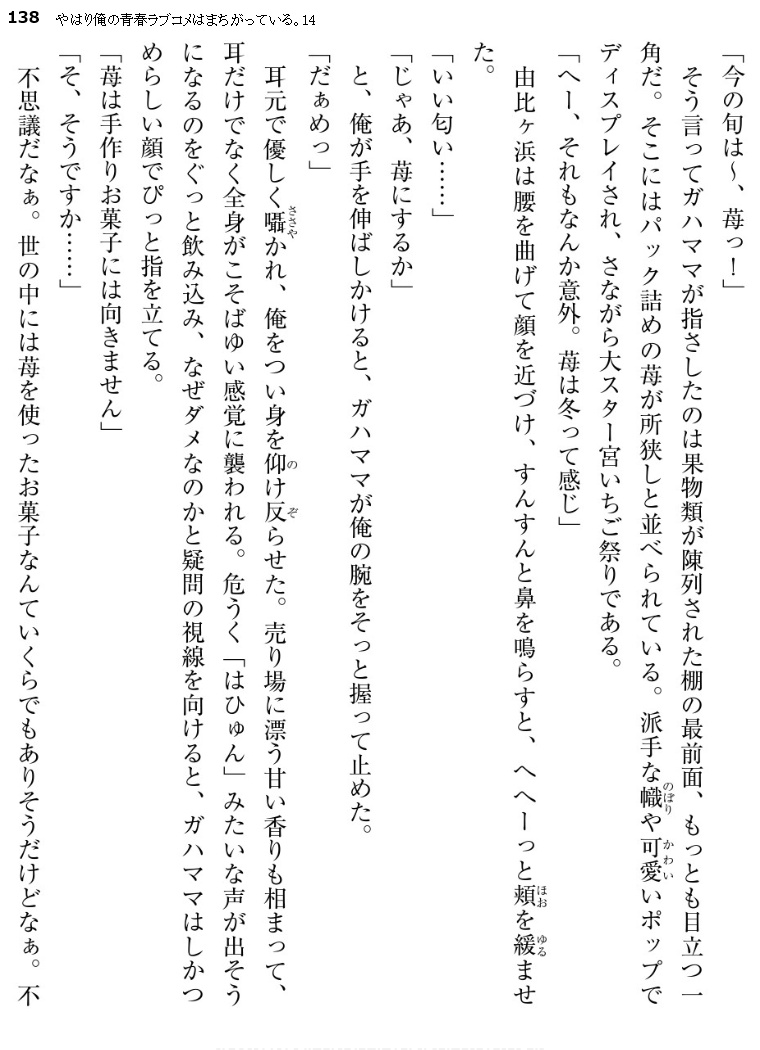 138 やはり俺の青春ラブコメはまちがっている。14
「今の旬は～、苺っ！」
そう言ってガハママが指さしたのは果物類が陳列された棚の最前面、もっとも目立つ一
角だ。そこにはパック詰めの苺が所狭しと並べられている。派手な幟や可愛いポップで
のぼり
かわい
ディスプレイされ、さながら大スター宮いちご祭りである。
「へー、それもなんか意外。苺は冬って感じ」
由比ヶ浜は腰を曲げて顔を近づけ、すんすんと鼻を鳴らすと、へへーっと頬を緩ませ
ほお
ゆる
た。
「いい匂い……」
「じゃあ、苺にするか」
と、俺が手を伸ばしかけると、ガハママが俺の腕をそっと握って止めた。
「だぁめっ」
耳元で優しく囁かれ、俺をつい身を仰け反らせた。売り場に漂う甘い香りも相まって、
ささや
の
ぞ
耳だけでなく全身がこそばゆい感覚に襲われる。危うく「はひゅん」みたいな声が出そう
になるのをぐっと飲み込み、なぜダメなのかと疑問の視線を向けると、ガハママはしかつ
めらしい顔でぴっと指を立てる。
「苺は手作りお菓子には向きません」
「そ、そうですか……」
不思議だなぁ。世の中には苺を使ったお菓子なんていくらでもありそうだけどなぁ。不